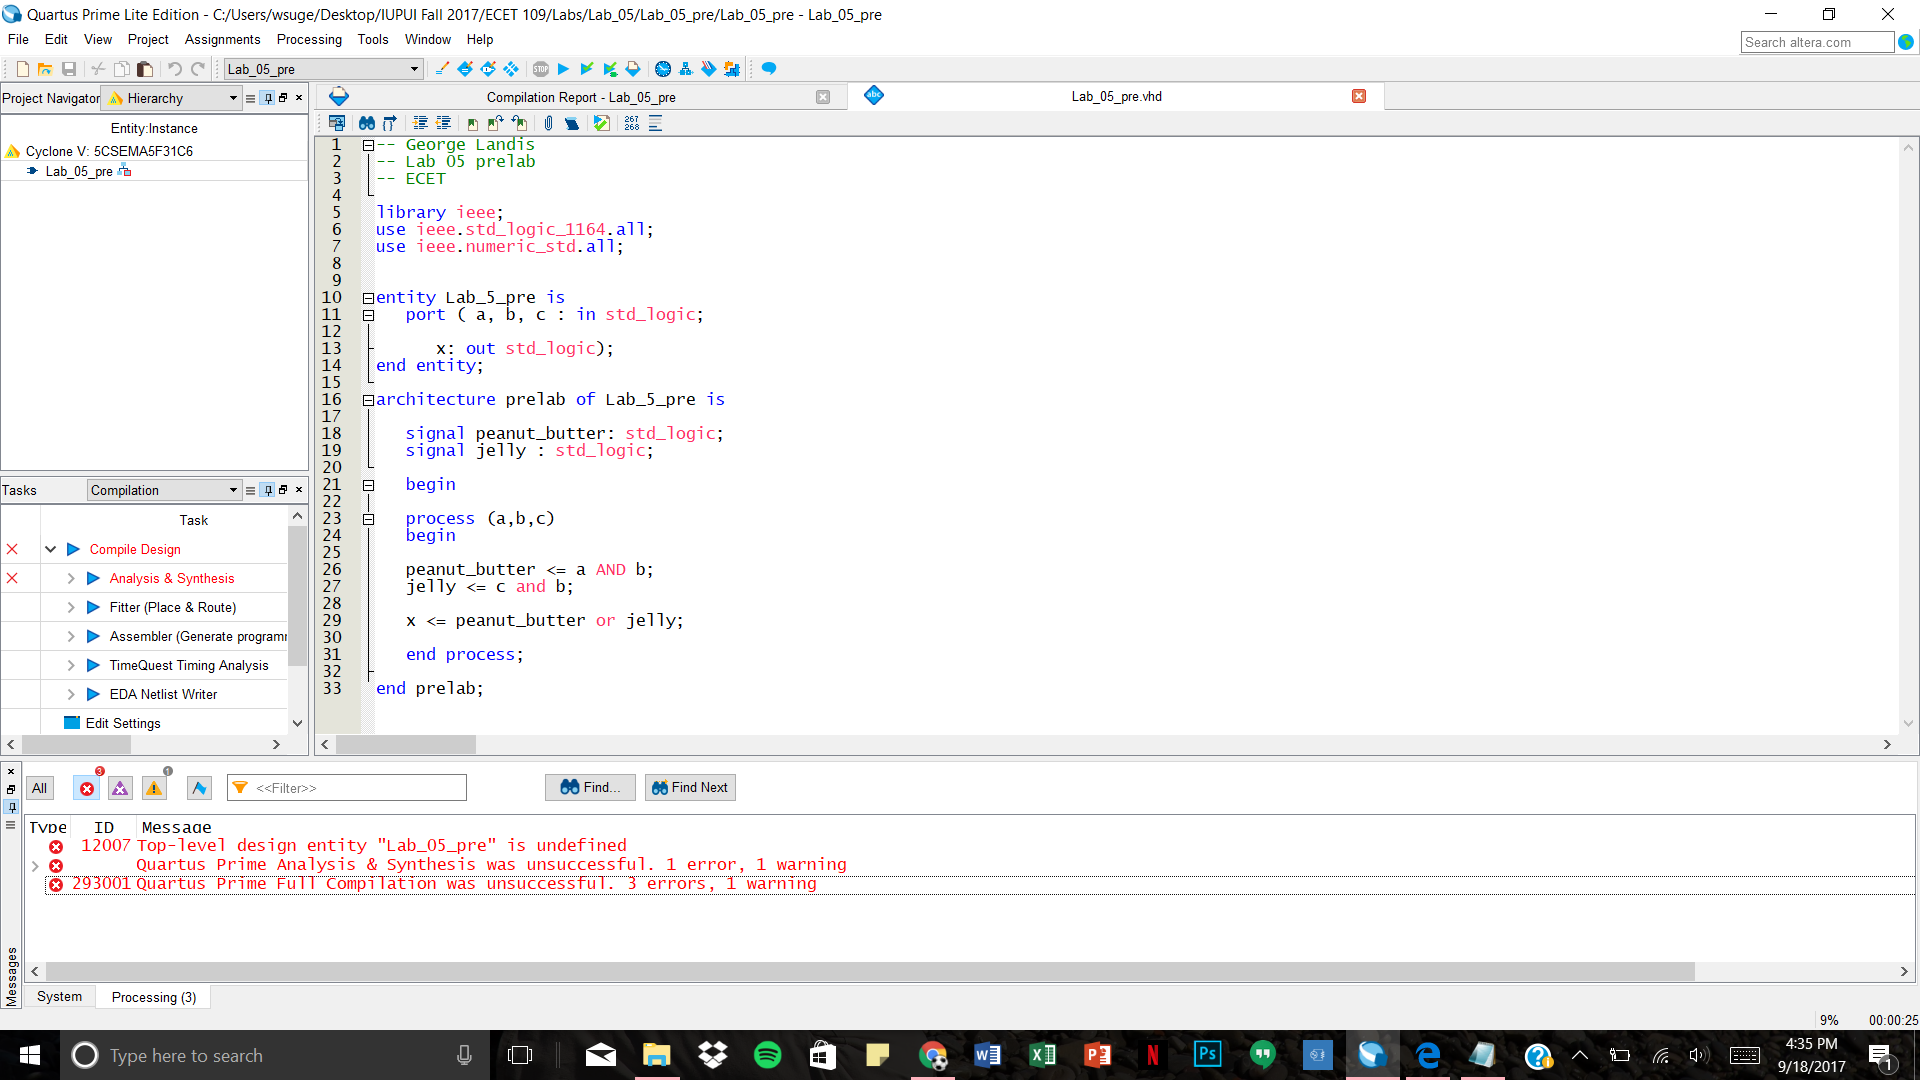 Quartus Prime Lite Edition - C:/Users/wsuge/Desktop/IUPUI Fall 2017/ECET 109/Labs/Lab_05/Lab_05_pre/Lab_05_pre - Lab_05_pre
File Edit View Project Assignments Processing Tools Window Help
Search altera.com
Lab_05_pre
STOP
Project Navigator Hierarchy
Compilation Report - Lab_05_pre
abc Lab_05_pre.vhd
267
268
Entity:Instance
Cyclone V: 5CSEMA5F31C6
Lab_05_pre
1 -- George Landis
2 -- Lab 05 prelab
3 -- ECET
4
5 library ieee;
6 use ieee.std_logic_1164.all;
7 use ieee.numeric_std.all;
8
9
10 entity Lab_5_pre is
11 port ( a, b, c : in std_logic;
12
13 x: out std_logic);
14 end entity;
15
16 architecture prelab of Lab_5_pre is
17
18 signal peanut_butter: std_logic;
19 signal jelly : std_logic;
20
21 begin
22
23 process (a,b,c)
24 begin
25
26 peanut_butter <= a AND b;
27 jelly <= c and b;
28
29 x <= peanut_butter or jelly;
30
31 end process;
32
33 end prelab;
Tasks Compilation
Task
Compile Design
Analysis & Synthesis
Fitter (Place & Route)
Assembler (Generate programm
TimeQuest Timing Analysis
EDA Netlist Writer
Edit Settings
All 3 1 <<Filter>> Find... Find Next
Type ID Message
12007 Top-level design entity "Lab_05_pre" is undefined
Quartus Prime Analysis & Synthesis was unsuccessful. 1 error, 1 warning
293001 Quartus Prime Full Compilation was unsuccessful. 3 errors, 1 warning
Messages
System Processing (3)
9% 00:00:25
Type here to search
4:35 PM
9/18/2017
1